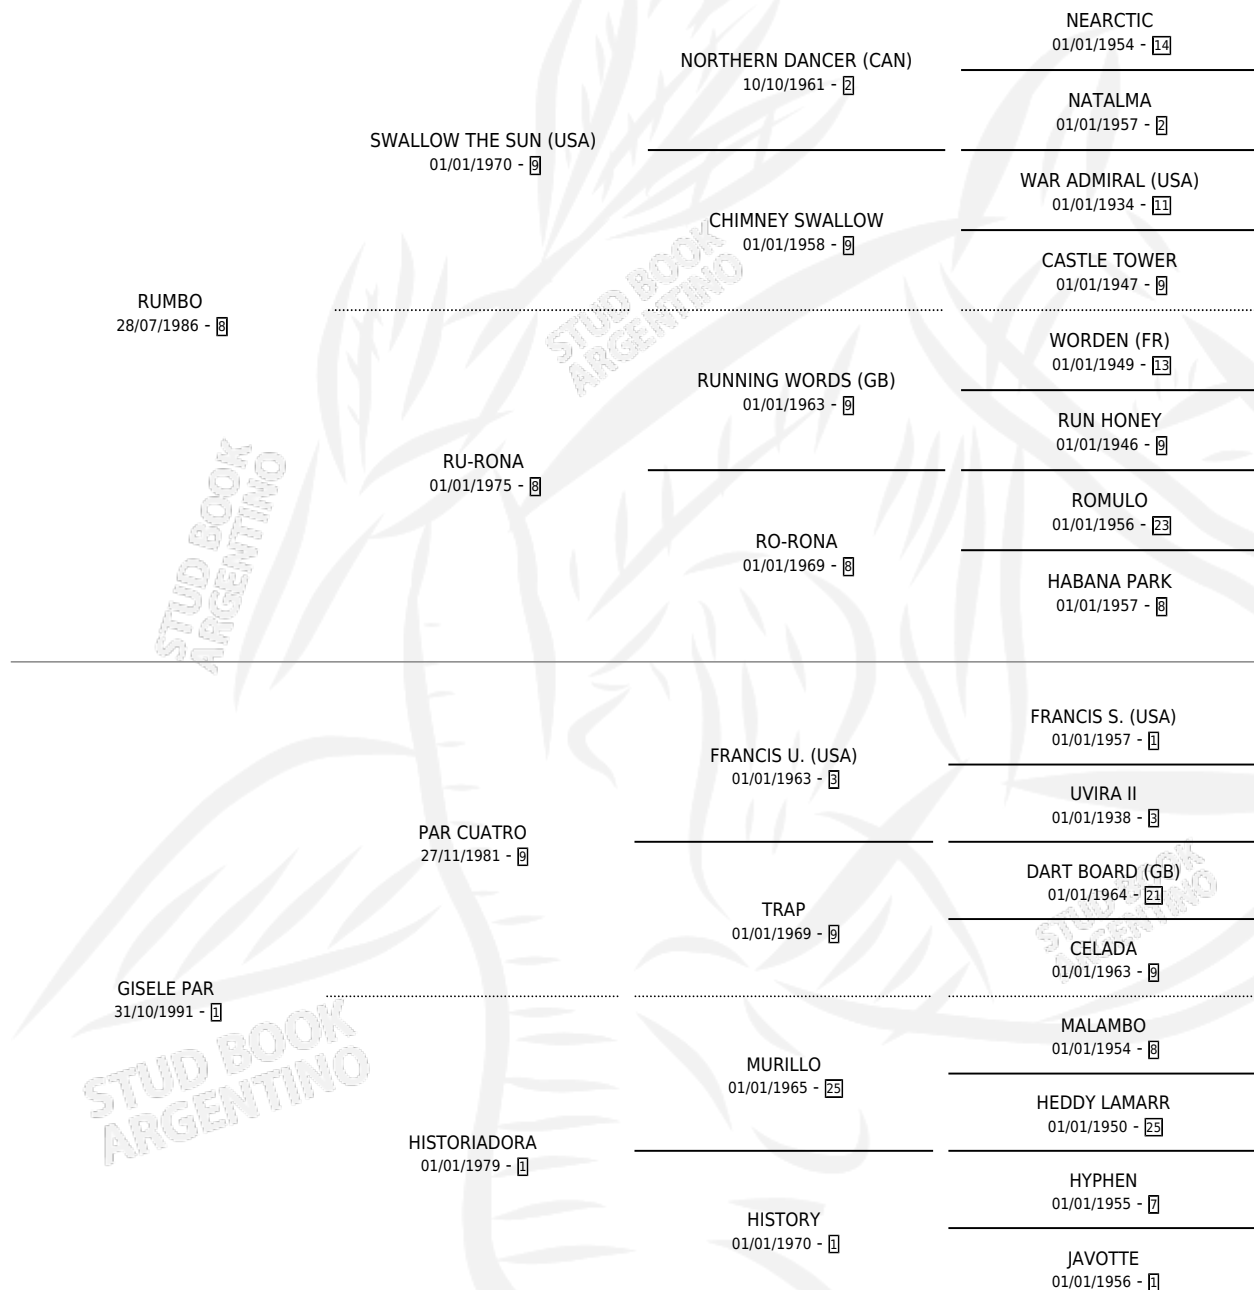 NEARCTIC
01/01/1954 - 14
NORTHERN DANCER (CAN)
10/10/1961 - 2
NATALMA
01/01/1957 - 2
SWALLOW THE SUN (USA)
01/01/1970 - 9
WAR ADMIRAL (USA)
01/01/1934 - 11
CHIMNEY SWALLOW
01/01/1958 - 9
CASTLE TOWER
01/01/1947 - 9
RUMBO
28/07/1986 - 8
STUD BOOK
ARGENTINO
WORDEN (FR)
01/01/1949 - 13
RUNNING WORDS (GB)
01/01/1963 - 9
RUN HONEY
01/01/1946 - 9
RU-RONA
01/01/1975 - 8
ROMULO
01/01/1956 - 23
RO-RONA
01/01/1969 - 8
HABANA PARK
01/01/1957 - 8
STUD BOOK
ARGENTINO
FRANCIS S. (USA)
01/01/1957 - 1
FRANCIS U. (USA)
01/01/1963 - 3
UVIRA II
01/01/1938 - 3
PAR CUATRO
27/11/1981 - 9
DART BOARD (GB)
01/01/1964 - 21
TRAP
01/01/1969 - 9
STUD BOOK
ARGENTINO
CELADA
01/01/1963 - 9
GISELE PAR
31/10/1991 - 1
MALAMBO
01/01/1954 - 8
STUD BOOK
ARGENTINO
MURILLO
01/01/1965 - 25
HEDDY LAMARR
01/01/1950 - 25
HISTORIADORA
01/01/1979 - 1
HYPHEN
01/01/1955 - 7
HISTORY
01/01/1970 - 1
JAVOTTE
01/01/1956 - 1